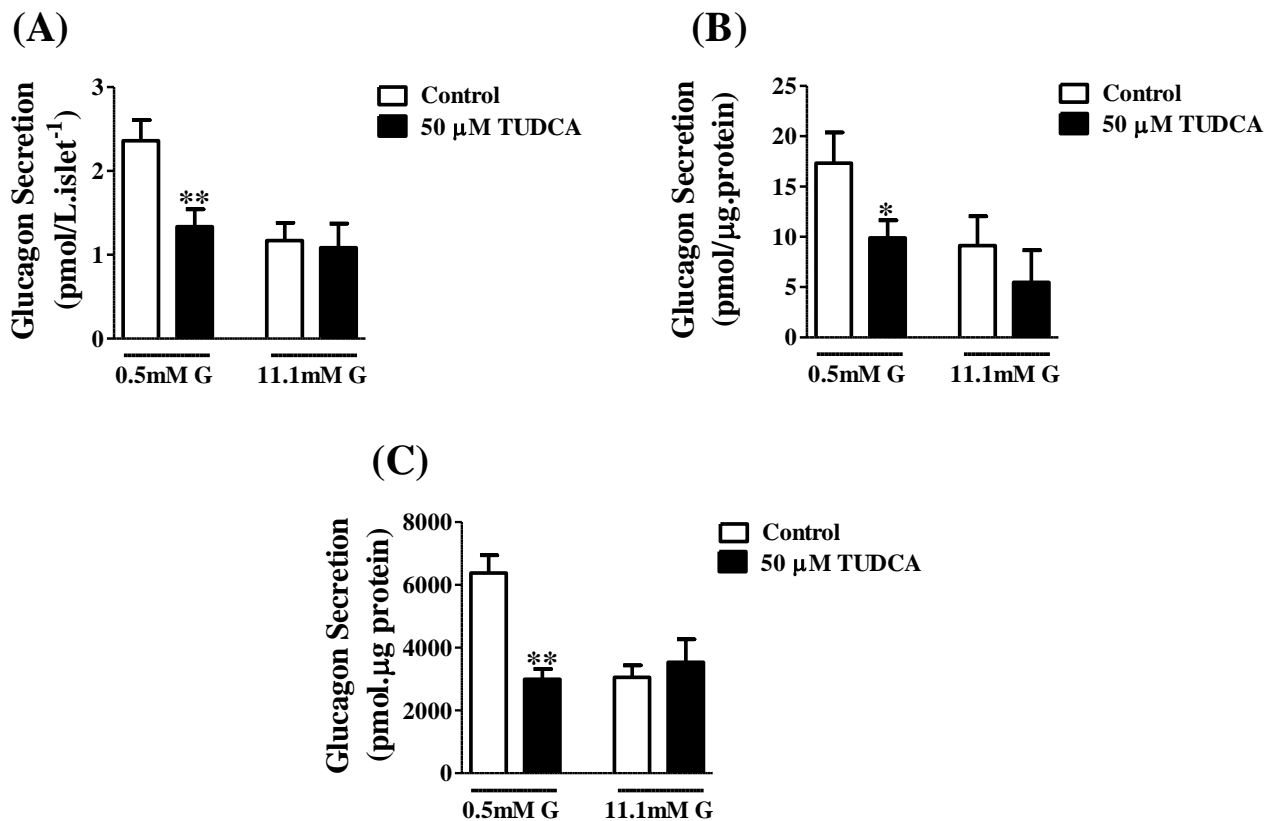 (A)
Glucagon Secretion
(pmol/L.islet⁻¹)
3
2
1
0
Control
50 μM TUDCA
**
0.5mM G
11.1mM G
(B)
Glucagon Secretion
(pmol/μg.protein)
25
20
15
10
5
0
Control
50 μM TUDCA
*
0.5mM G
11.1mM G
(C)
Glucagon Secretion
(pmol.μg protein)
8000
6000
4000
2000
0
Control
50 μM TUDCA
**
0.5mM G
11.1mM G